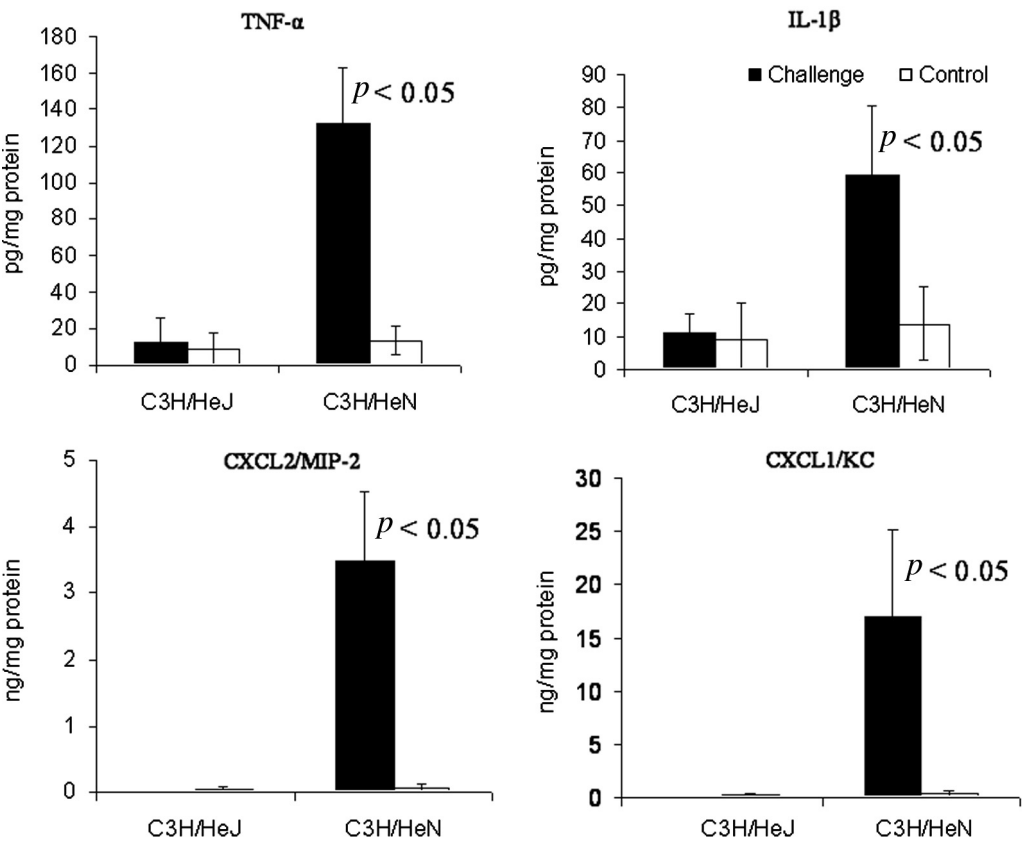 TNF-α
180
160
140
120
100
80
60
40
20
0
pg/mg protein
p < 0.05
C3H/HeJ
C3H/HeN
IL-1β
Challenge
Control
90
80
70
60
50
40
30
20
10
0
pg/mg protein
p < 0.05
C3H/HeJ
C3H/HeN
CXCL2/MIP-2
5
4
3
2
1
0
ng/mg protein
p < 0.05
C3H/HeJ
C3H/HeN
CXCL1/KC
30
25
20
15
10
5
0
ng/mg protein
p < 0.05
C3H/HeJ
C3H/HeN